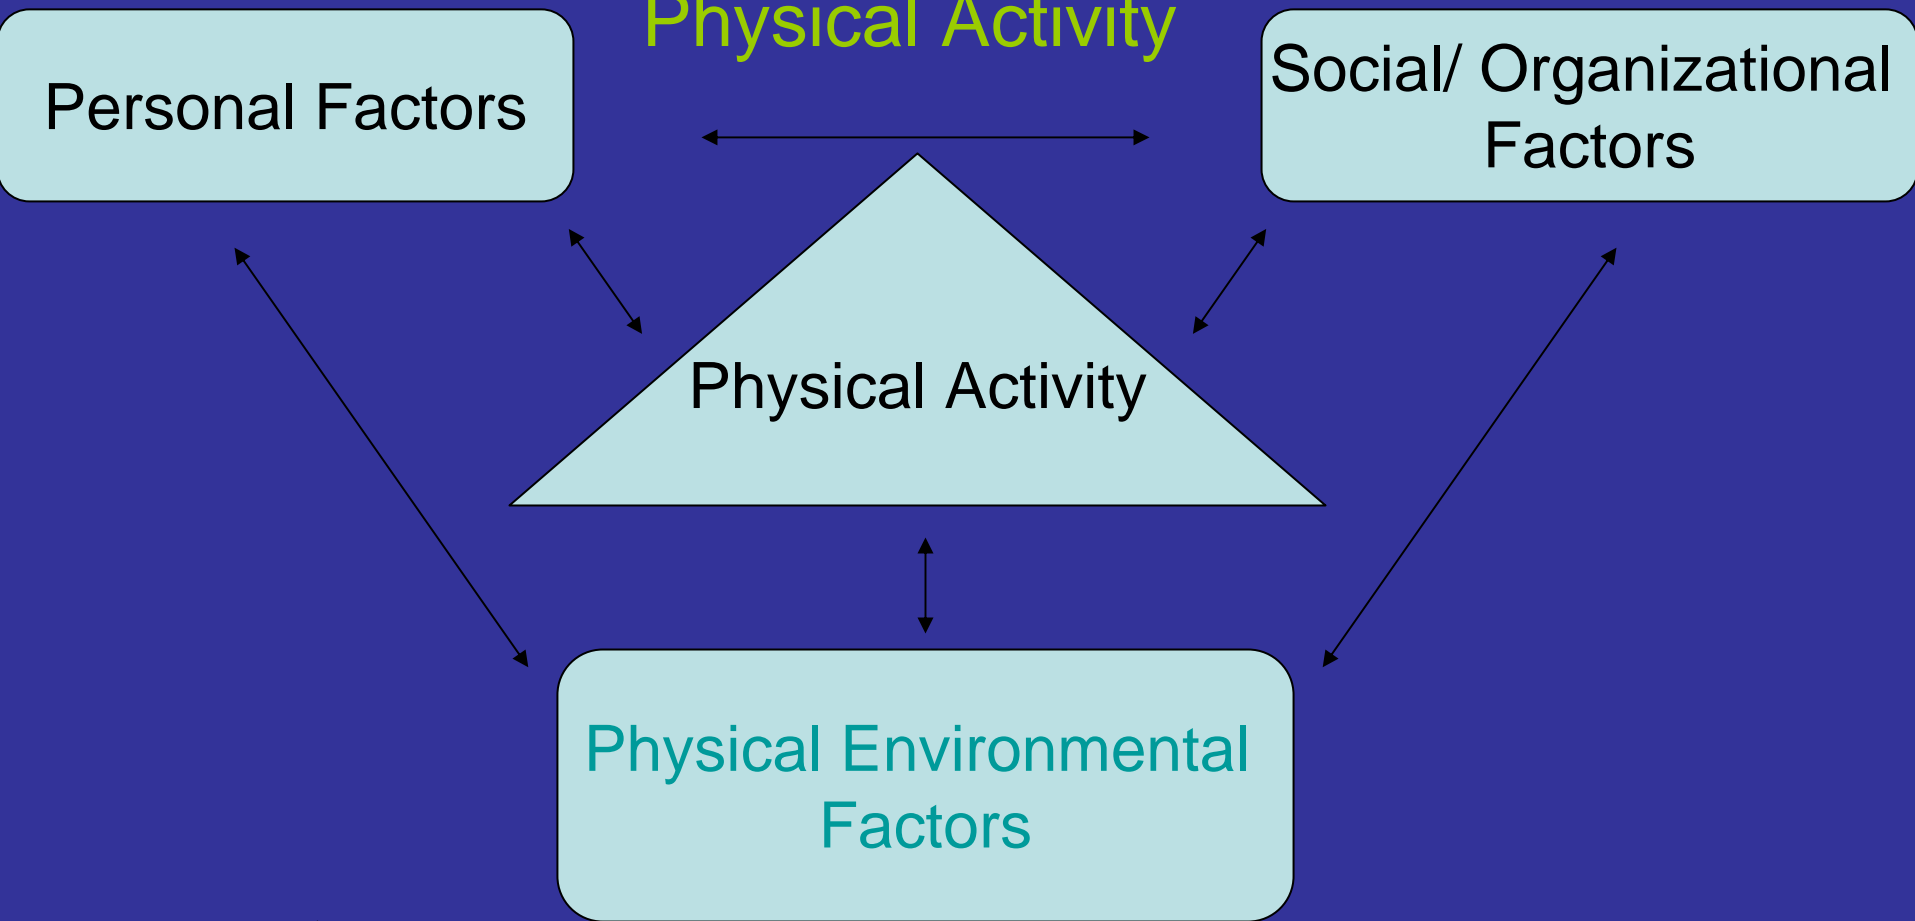 Physical Activity
Personal Factors
Social/ Organizational
Factors
Physical Activity
Physical Environmental
Factors